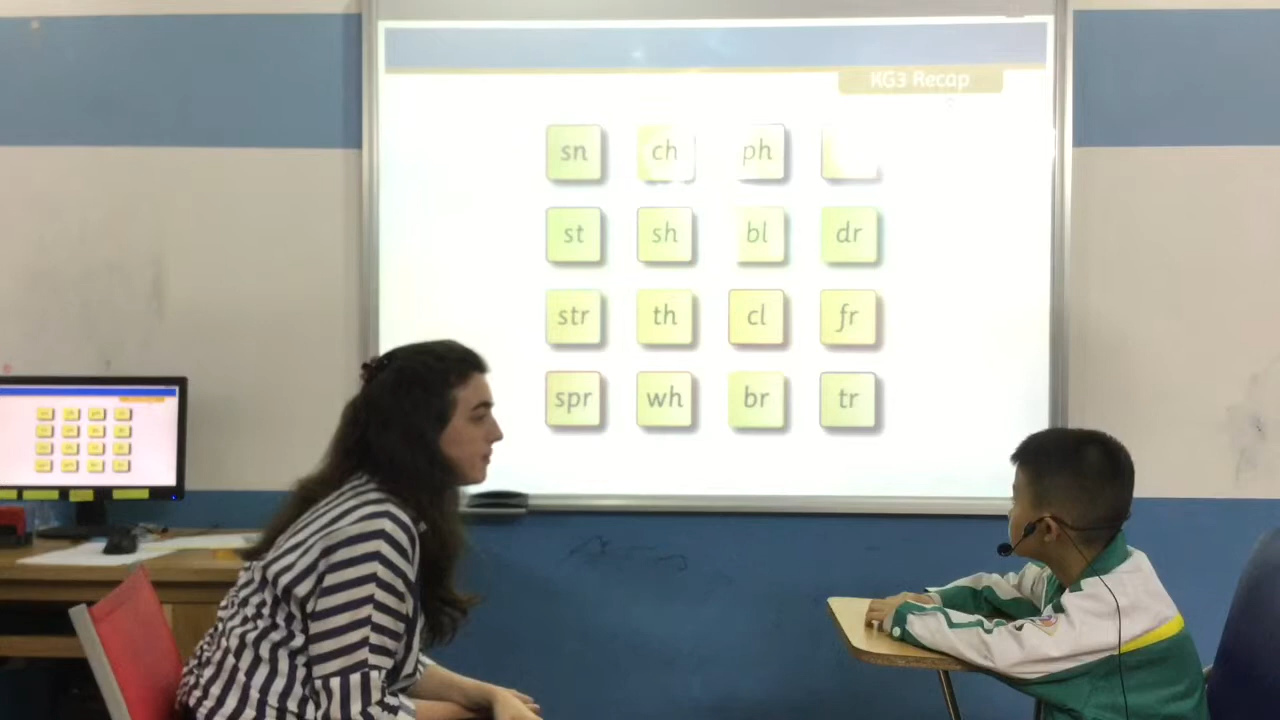 KG3 Recap
sn ch ph
st sh bl dr
str th cl fr
spr wh br tr